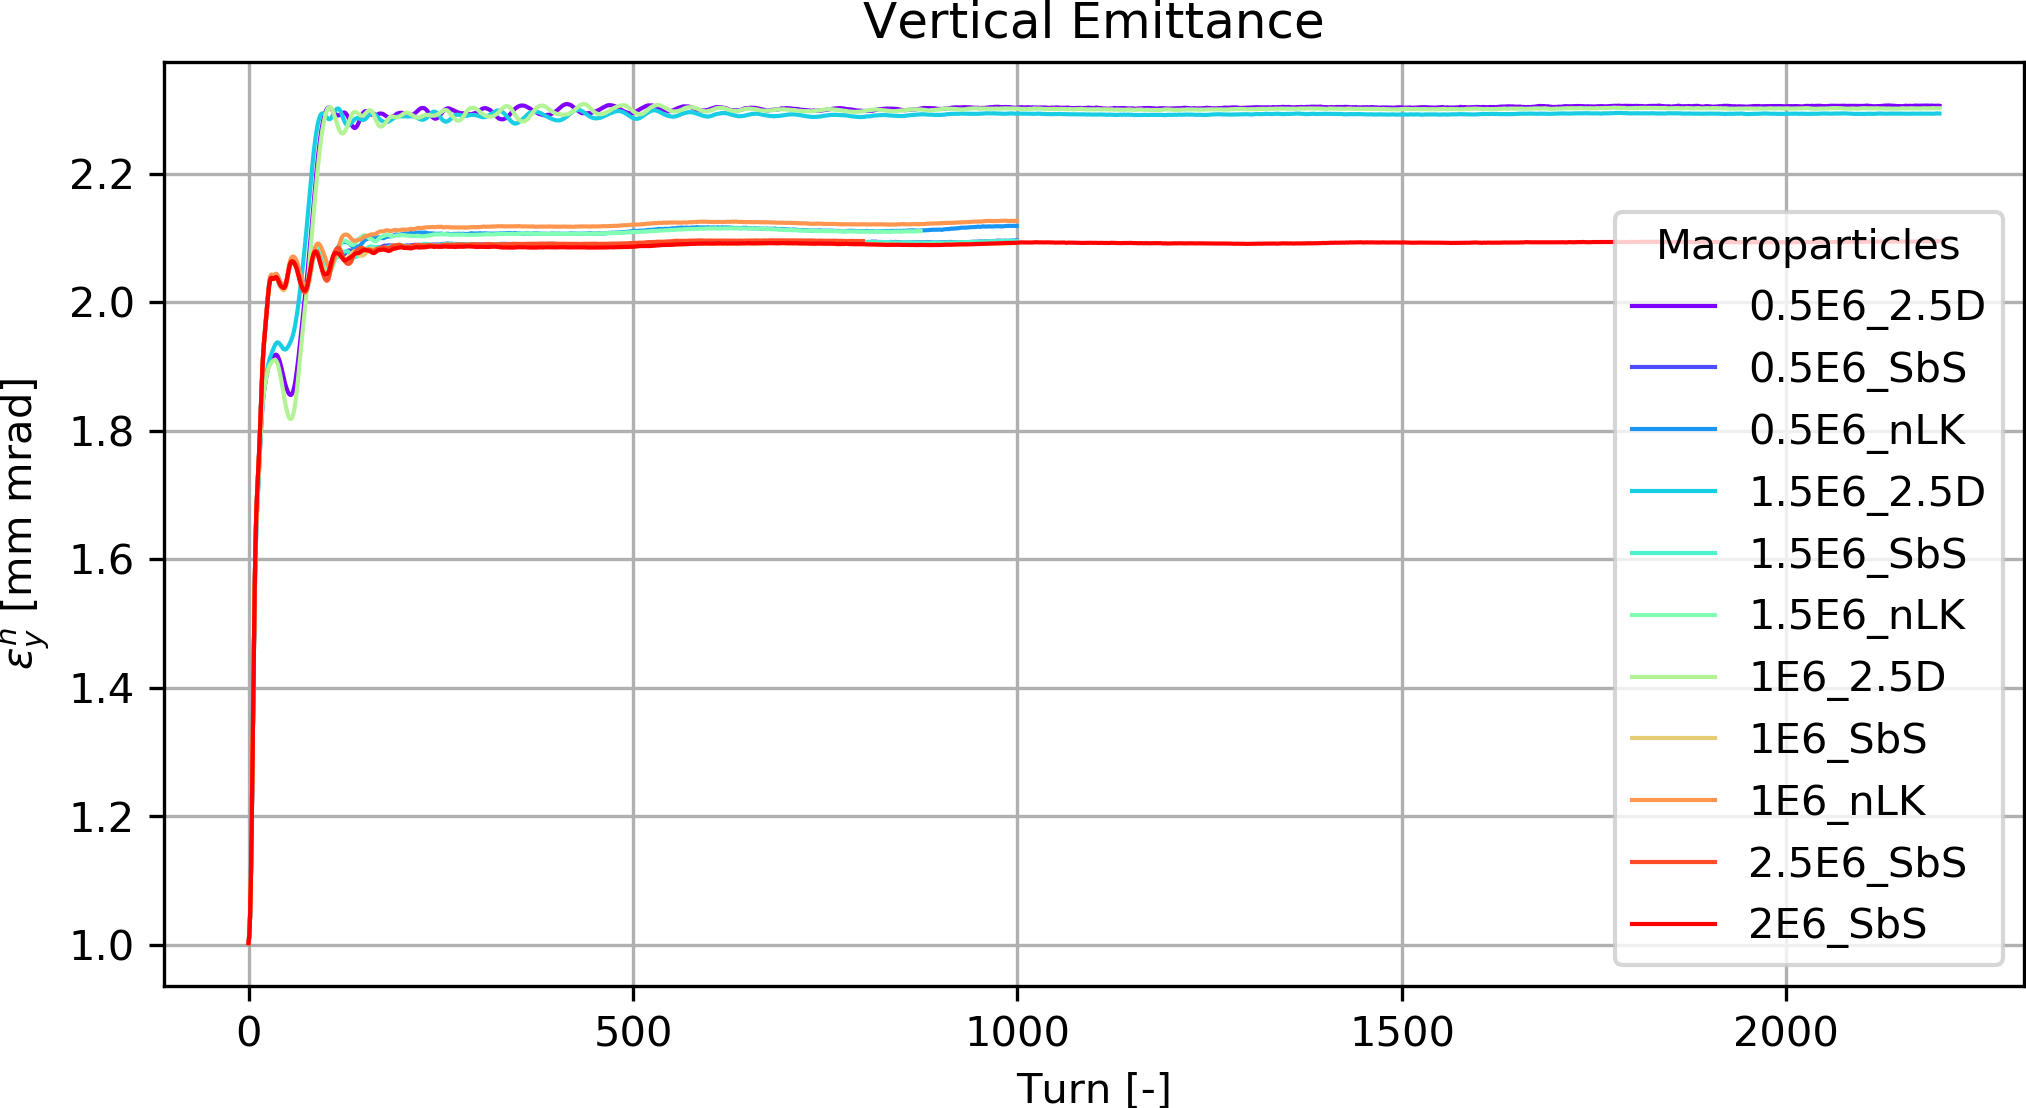 Vertical Emittance
2.2
2.0
1.8
1.6
1.4
1.2
1.0
ε_y^n [mm mrad]
0 500 1000 1500 2000
Turn [-]
Macroparticles
0.5E6_2.5D
0.5E6_SbS
0.5E6_nLK
1.5E6_2.5D
1.5E6_SbS
1.5E6_nLK
1E6_2.5D
1E6_SbS
1E6_nLK
2.5E6_SbS
2E6_SbS